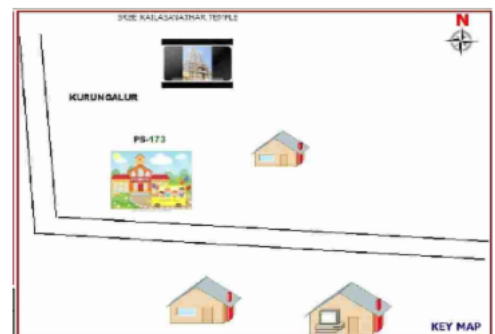 SREE KAILASANATHAR TEMPLE
N
KURUNGALUR
PS-173
KEY MAP